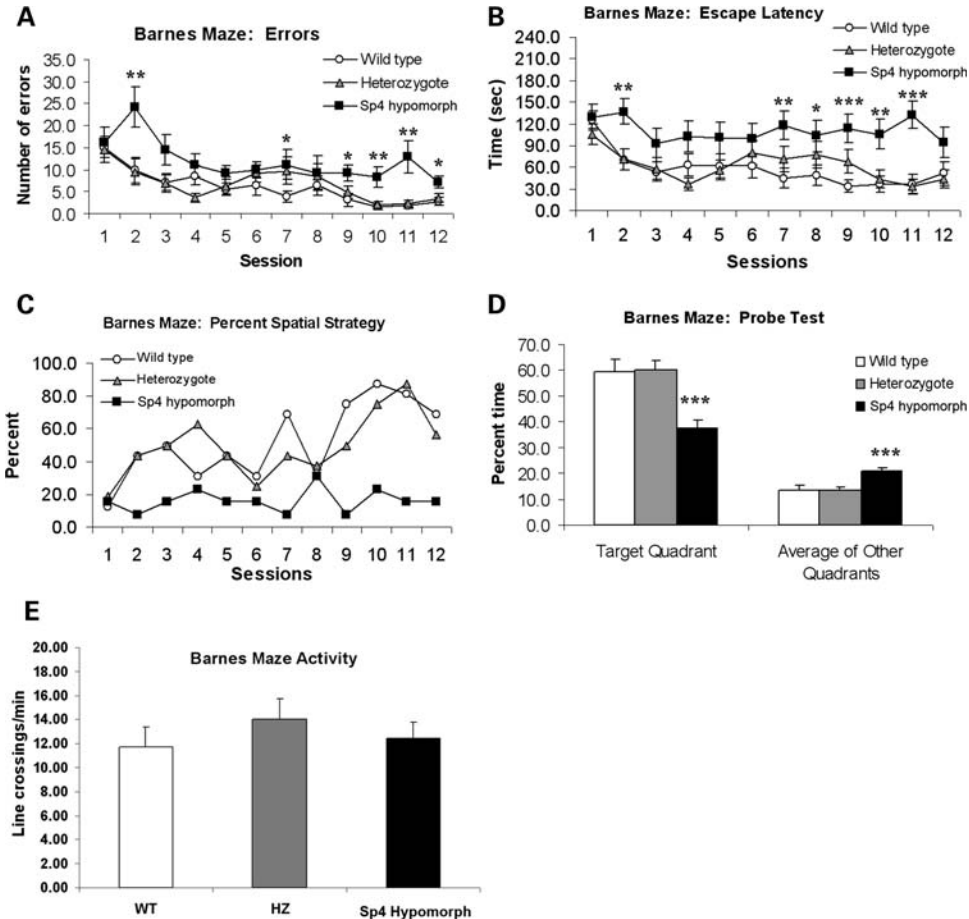 A
Barnes Maze: Errors
Number of errors
35.0
30.0
25.0
20.0
15.0
10.0
5.0
0.0
Wild type
Heterozygote
Sp4 hypomorph
**
*
*
**
**
*
1 2 3 4 5 6 7 8 9 10 11 12
Session
B
Barnes Maze: Escape Latency
Time (sec)
240.0
210.0
180.0
150.0
120.0
90.0
60.0
30.0
0.0
Wild type
Heterozygote
Sp4 hypomorph
**
**
*
***
**
***
1 2 3 4 5 6 7 8 9 10 11 12
Sessions
C
Barnes Maze: Percent Spatial Strategy
Percent
100.0
80.0
60.0
40.0
20.0
0.0
Wild type
Heterozygote
Sp4 hypomorph
1 2 3 4 5 6 7 8 9 10 11 12
Sessions
D
Barnes Maze: Probe Test
Percent time
70.0
60.0
50.0
40.0
30.0
20.0
10.0
0.0
Wild type
Heterozygote
Sp4 hypomorph
***
***
Target Quadrant
Average of Other
Quadrants
E
Barnes Maze Activity
Line crossings/min
20.00
18.00
16.00
14.00
12.00
10.00
8.00
6.00
4.00
2.00
0.00
WT HZ Sp4 Hypomorph